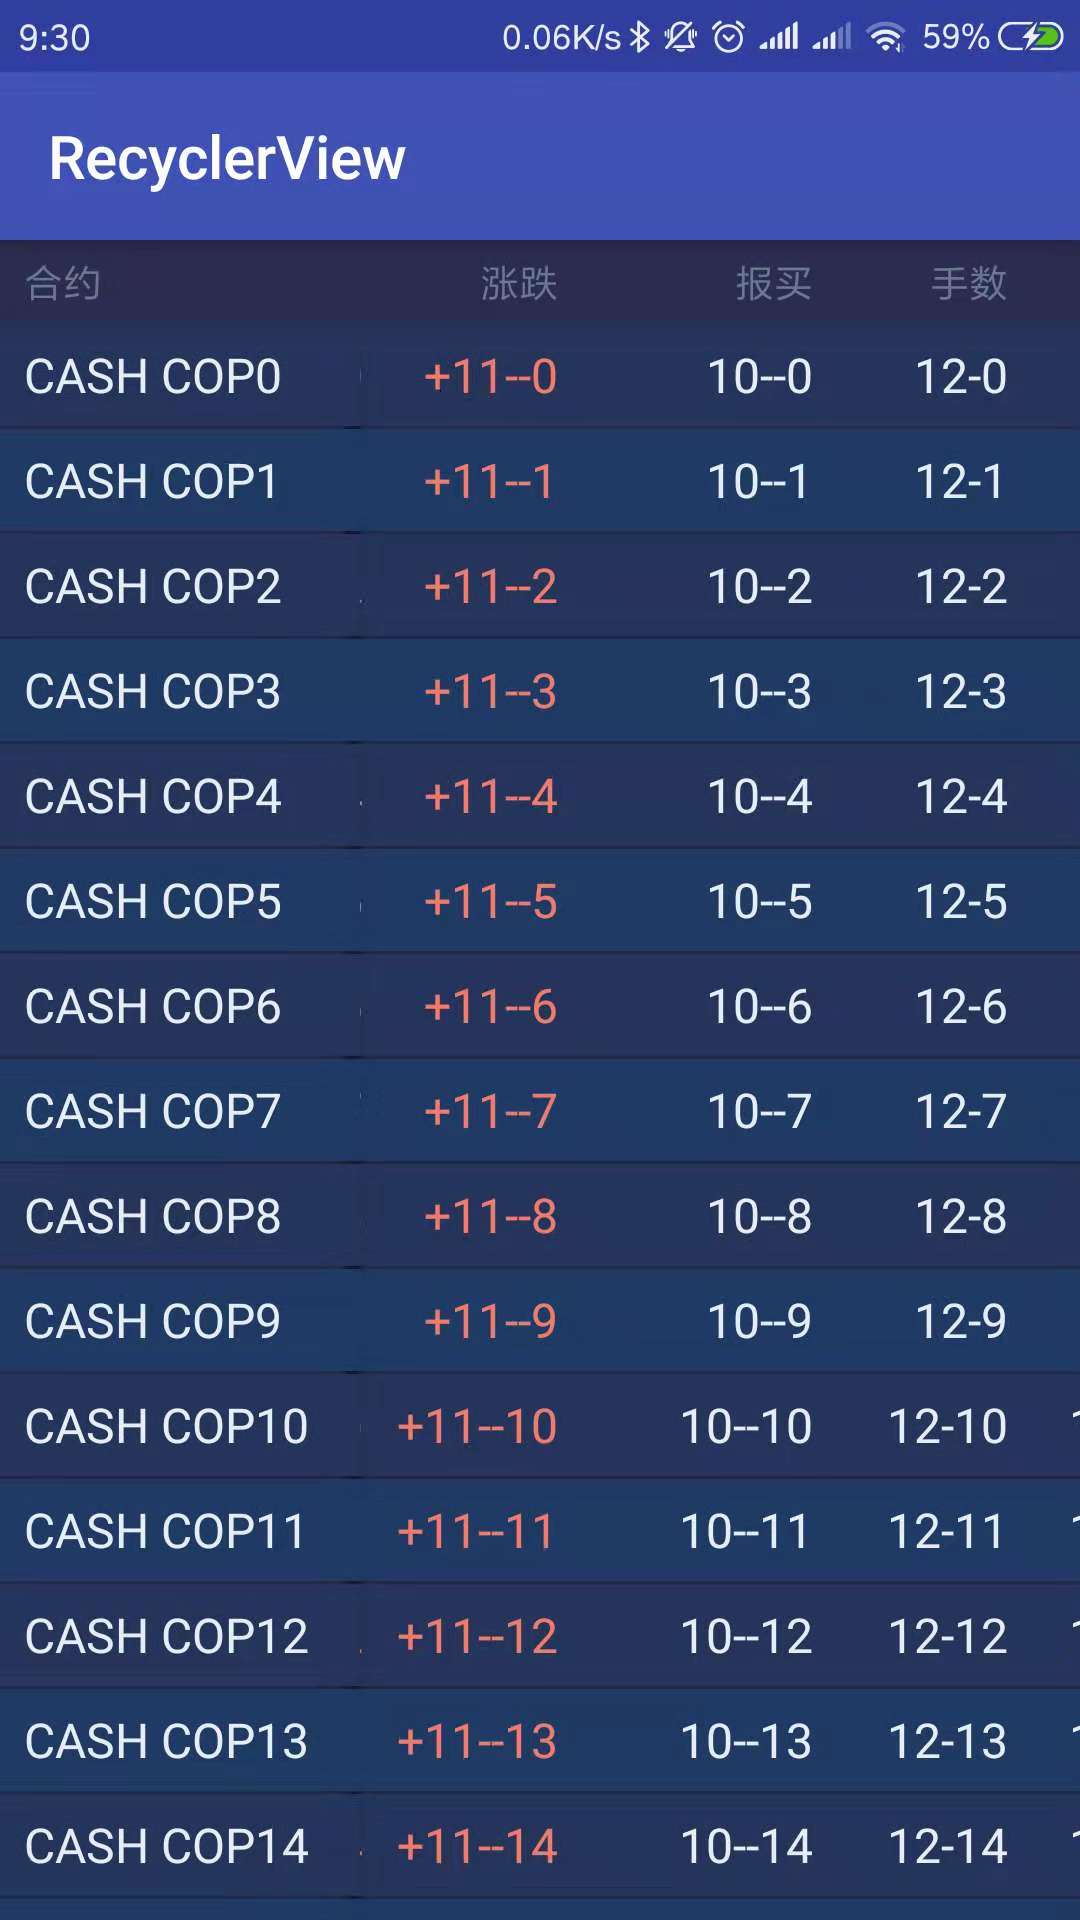 9:30 0.06K/s 59%
RecyclerView
合约 涨跌 报买 手数
CASH COP0 +11--0 10--0 12-0
CASH COP1 +11--1 10--1 12-1
CASH COP2 +11--2 10--2 12-2
CASH COP3 +11--3 10--3 12-3
CASH COP4 +11--4 10--4 12-4
CASH COP5 +11--5 10--5 12-5
CASH COP6 +11--6 10--6 12-6
CASH COP7 +11--7 10--7 12-7
CASH COP8 +11--8 10--8 12-8
CASH COP9 +11--9 10--9 12-9
CASH COP10 +11--10 10--10 12-10
CASH COP11 +11--11 10--11 12-11
CASH COP12 +11--12 10--12 12-12
CASH COP13 +11--13 10--13 12-13
CASH COP14 +11--14 10--14 12-14